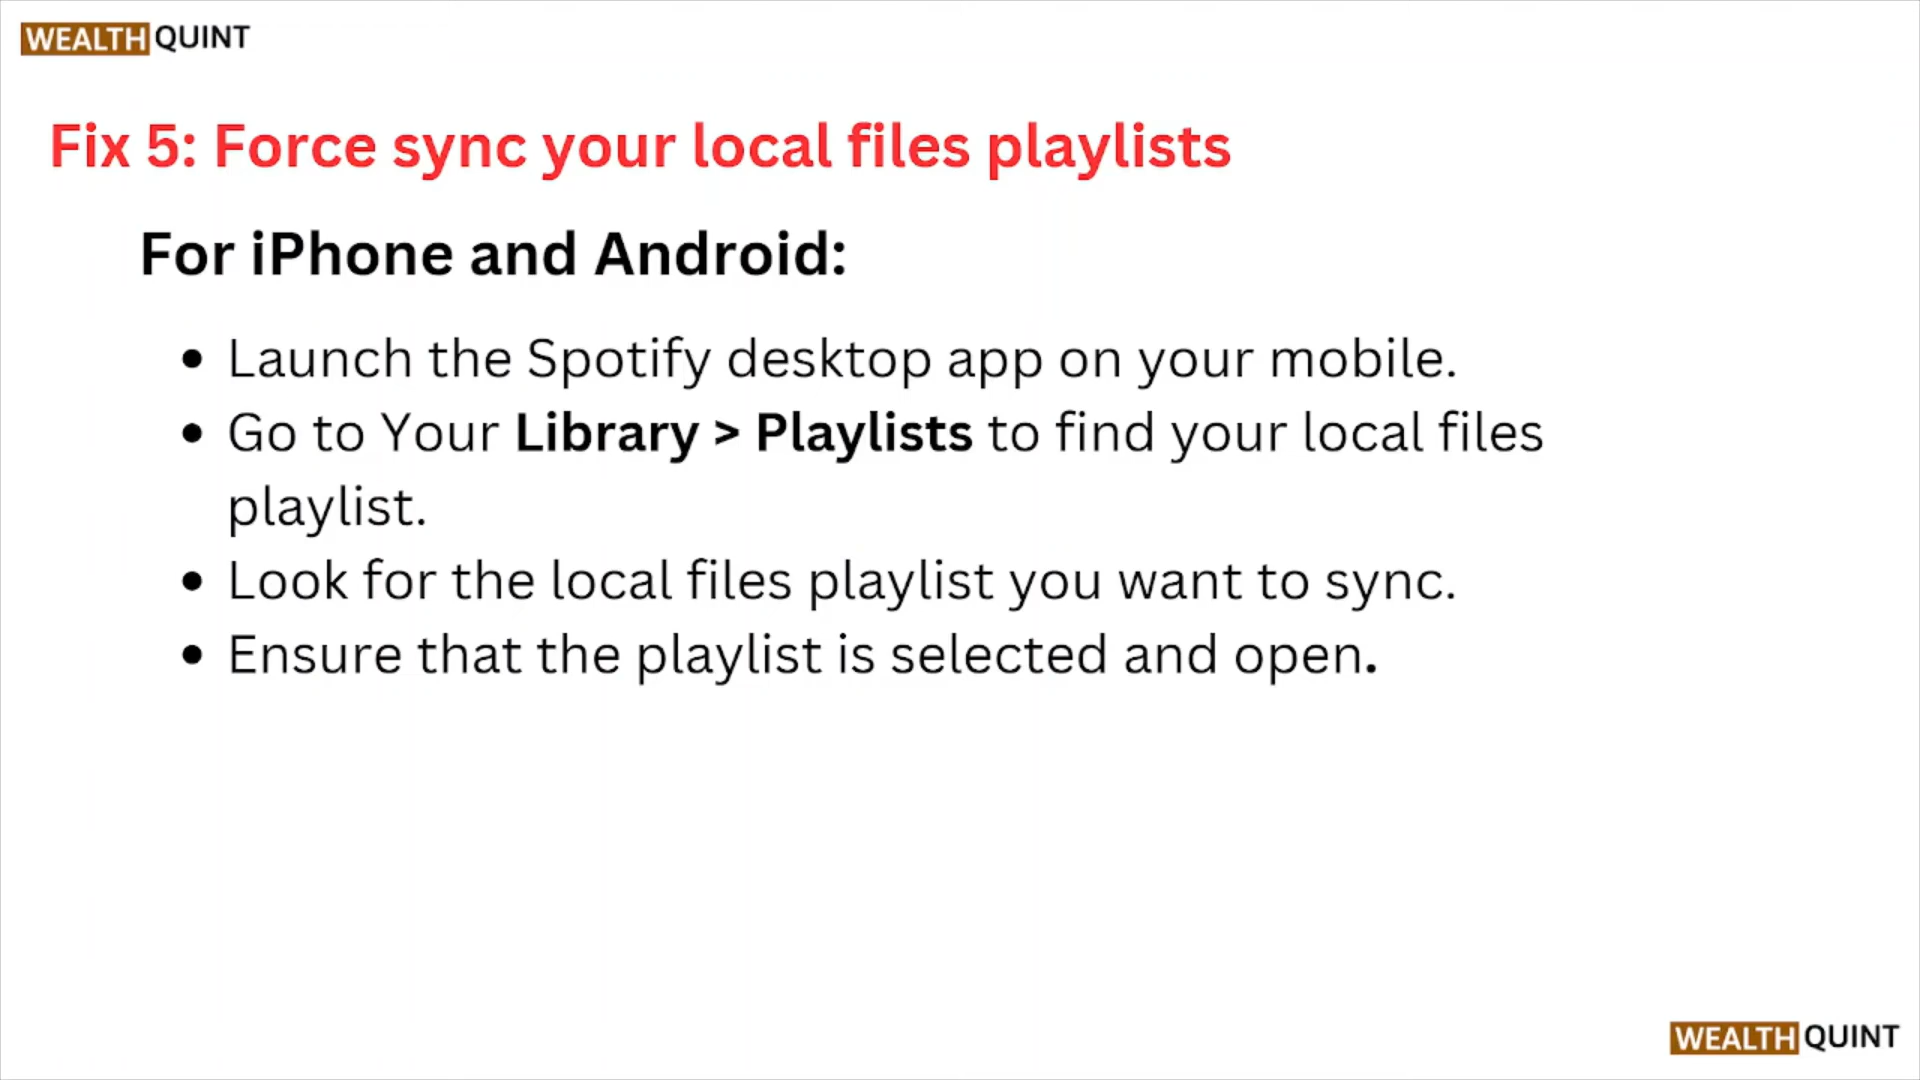 WEALTH QUINT
Fix 5: Force sync your local files playlists
For iPhone and Android:
• Launch the Spotify desktop app on your mobile.
• Go to Your Library > Playlists to find your local files
playlist.
• Look for the local files playlist you want to sync.
• Ensure that the playlist is selected and open.
WEALTH QUINT